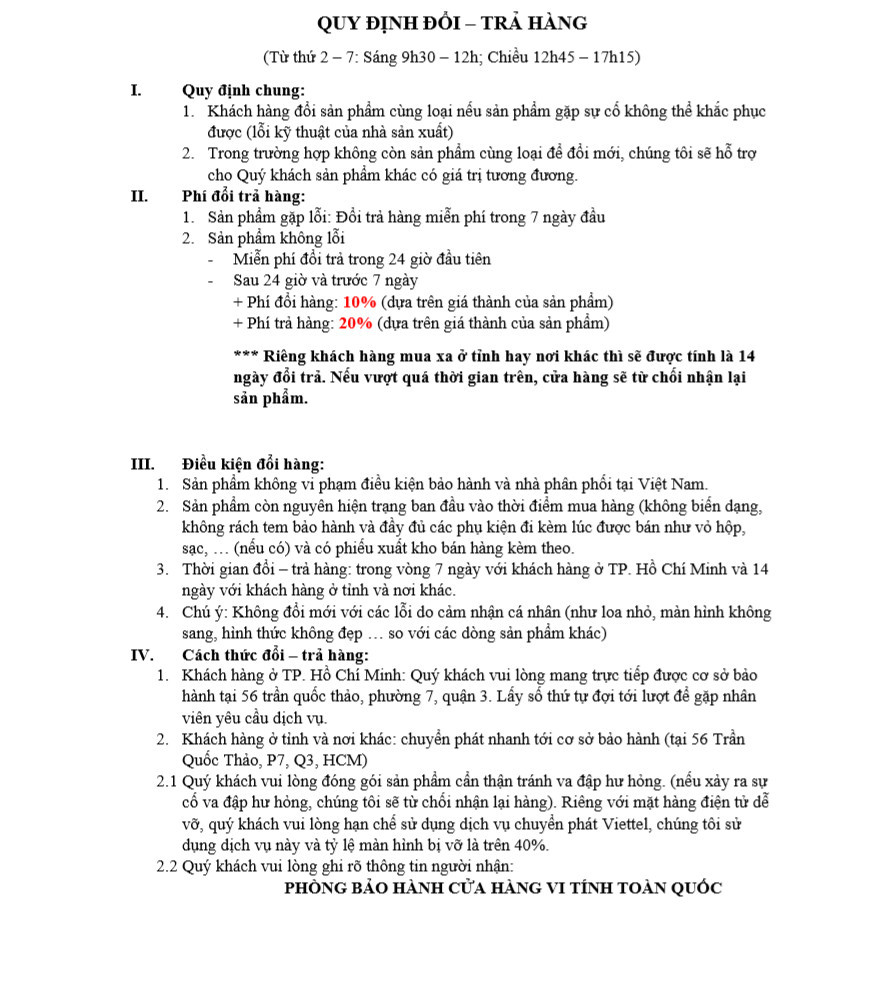 QUY ĐỊNH ĐỔI – TRẢ HÀNG
(Từ thứ 2 – 7: Sáng 9h30 – 12h; Chiều 12h45 – 17h15)
I. Quy định chung:
1. Khách hàng đổi sản phẩm cùng loại nếu sản phẩm gặp sự cố không thể khắc phục
được (lỗi kỹ thuật của nhà sản xuất)
2. Trong trường hợp không còn sản phẩm cùng loại để đổi mới, chúng tôi sẽ hỗ trợ
cho Quý khách sản phẩm khác có giá trị tương đương.
II. Phí đổi trả hàng:
1. Sản phẩm gặp lỗi: Đổi trả hàng miễn phí trong 7 ngày đầu
2. Sản phẩm không lỗi
- Miễn phí đổi trả trong 24 giờ đầu tiên
- Sau 24 giờ và trước 7 ngày
+ Phí đổi hàng: 10% (dựa trên giá thành của sản phẩm)
+ Phí trả hàng: 20% (dựa trên giá thành của sản phẩm)
*** Riêng khách hàng mua xa ở tỉnh hay nơi khác thì sẽ được tính là 14
ngày đổi trả. Nếu vượt quá thời gian trên, cửa hàng sẽ từ chối nhận lại
sản phẩm.
III. Điều kiện đổi hàng:
1. Sản phẩm không vi phạm điều kiện bảo hành và nhà phân phối tại Việt Nam.
2. Sản phẩm còn nguyên hiện trạng ban đầu vào thời điểm mua hàng (không biến dạng,
không rách tem bảo hành và đầy đủ các phụ kiện đi kèm lúc được bán như vỏ hộp,
sạc, … (nếu có) và có phiếu xuất kho bán hàng kèm theo.
3. Thời gian đổi – trả hàng: trong vòng 7 ngày với khách hàng ở TP. Hồ Chí Minh và 14
ngày với khách hàng ở tỉnh và nơi khác.
4. Chú ý: Không đổi mới với các lỗi do cảm nhận cá nhân (như loa nhỏ, màn hình không
sang, hình thức không đẹp … so với các dòng sản phẩm khác)
IV. Cách thức đổi – trả hàng:
1. Khách hàng ở TP. Hồ Chí Minh: Quý khách vui lòng mang trực tiếp được cơ sở bảo
hành tại 56 trần quốc thảo, phường 7, quận 3. Lấy số thứ tự đợi tới lượt để gặp nhân
viên yêu cầu dịch vụ.
2. Khách hàng ở tỉnh và nơi khác: chuyển phát nhanh tới cơ sở bảo hành (tại 56 Trần
Quốc Thảo, P7, Q3, HCM)
2.1 Quý khách vui lòng đóng gói sản phẩm cẩn thận tránh va đập hư hỏng. (nếu xảy ra sự
cố va đập hư hỏng, chúng tôi sẽ từ chối nhận lại hàng). Riêng với mặt hàng điện tử dễ
vỡ, quý khách vui lòng hạn chế sử dụng dịch vụ chuyển phát Viettel, chúng tôi sử
dụng dịch vụ này và tỷ lệ màn hình bị vỡ là trên 40%.
2.2 Quý khách vui lòng ghi rõ thông tin người nhận:
PHÒNG BẢO HÀNH CỬA HÀNG VI TÍNH TOÀN QUỐC